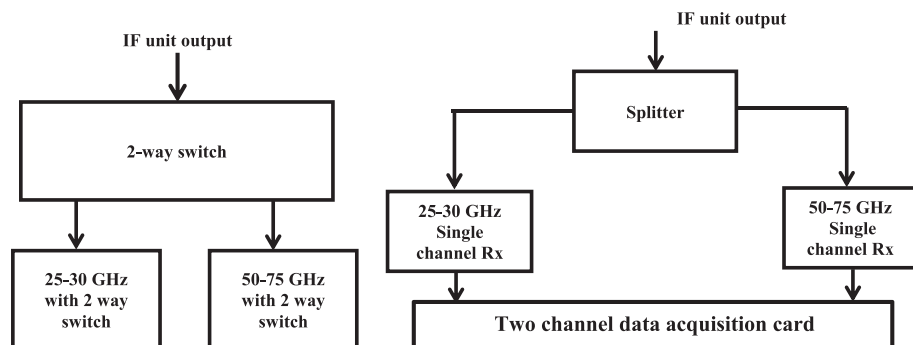 IF unit output
2-way switch
25-30 GHz
with 2 way
switch
50-75 GHz
with 2 way
switch
IF unit output
Splitter
25-30 GHz
Single
channel Rx
50-75 GHz
Single
channel Rx
Two channel data acquisition card